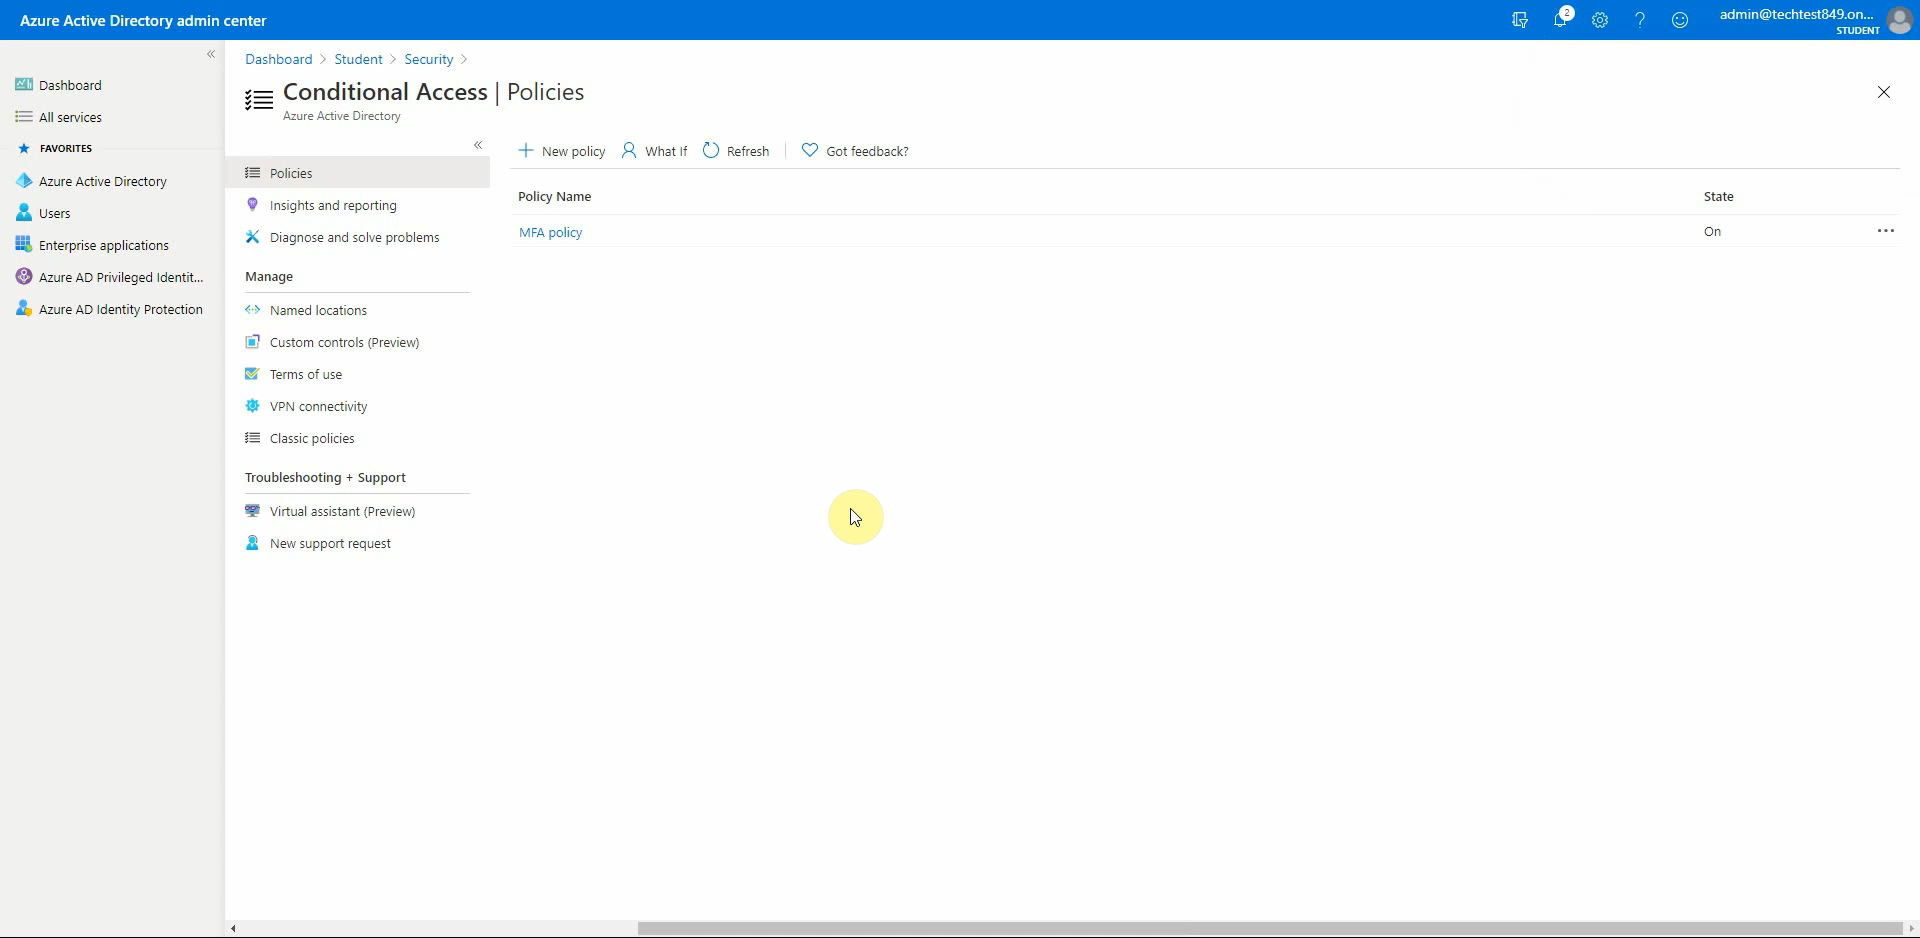 Azure Active Directory admin center
2
admin@techtest849.on...
STUDENT
Dashboard
All services
FAVORITES
Azure Active Directory
Users
Enterprise applications
Azure AD Privileged Identit...
Azure AD Identity Protection
Dashboard > Student > Security >
Conditional Access | Policies
Azure Active Directory
Policies
Insights and reporting
Diagnose and solve problems
Manage
Named locations
Custom controls (Preview)
Terms of use
VPN connectivity
Classic policies
Troubleshooting + Support
Virtual assistant (Preview)
New support request
New policy What If Refresh Got feedback?
Policy Name State
MFA policy On